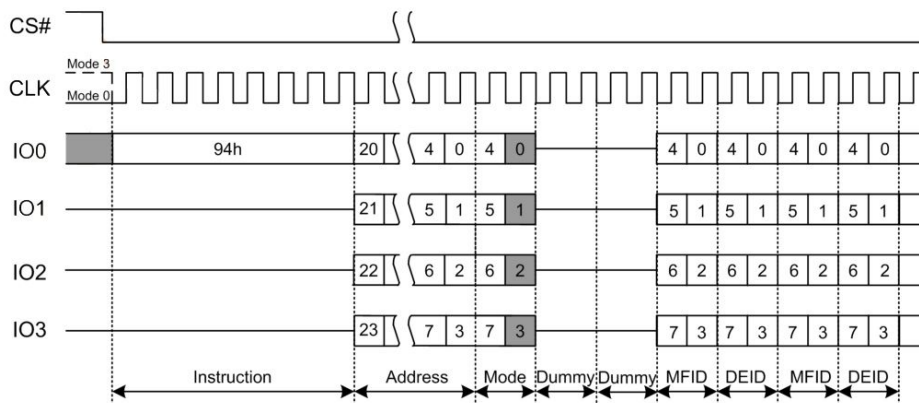 CS#
Mode 3
CLK
Mode 0
IO0 94h 20 4 0 4 0 4 0 4 0 4 0 4 0
IO1 21 5 1 5 1 5 1 5 1 5 1 5 1
IO2 22 6 2 6 2 6 2 6 2 6 2 6 2
IO3 23 7 3 7 3 7 3 7 3 7 3 7 3
Instruction Address Mode Dummy Dummy MFID DEID MFID DEID